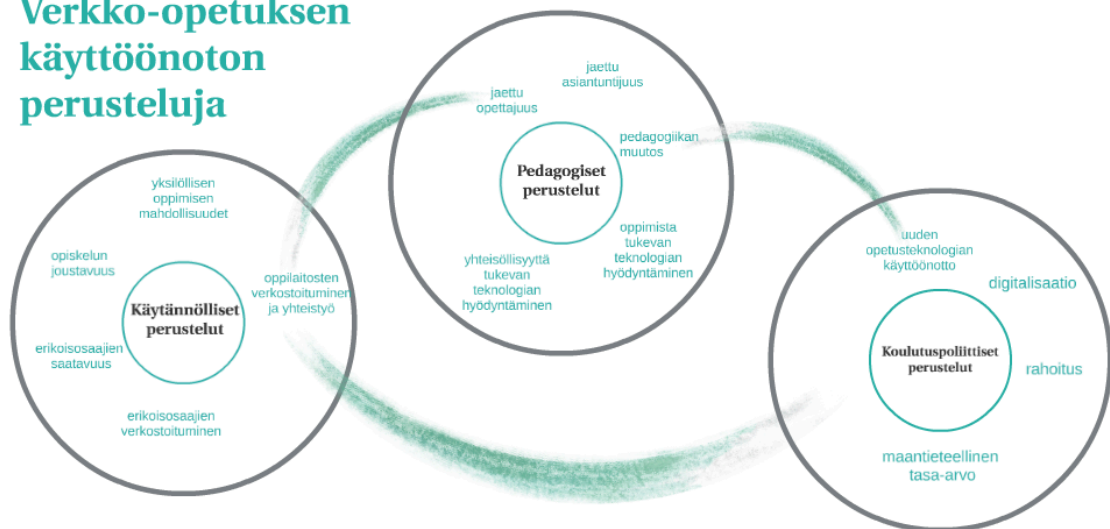 Verkko-opetuksen
käyttöönoton
perusteluja
yksilöllisen
oppimisen
mahdollisuudet
opiskelun
joustavuus
oppilaitosten
verkostoituminen
ja yhteistyö
Käytännölliset
perustelut
erikoisosaajien
saatavuus
erikoisosaajien
verkostoituminen
jaettu
asiantuntijuus
jaettu
opettajuus
pedagogiikan
muutos
Pedagogiset
perustelut
oppimista
tukevan
teknologian
hyödyntäminen
yhteisöllisyyttä
tukevan
teknologian
hyödyntäminen
uuden
opetusteknologian
käyttöönotto
digitalisaatio
Koulutuspoliittiset
perustelut
rahoitus
maantieteellinen
tasa-arvo